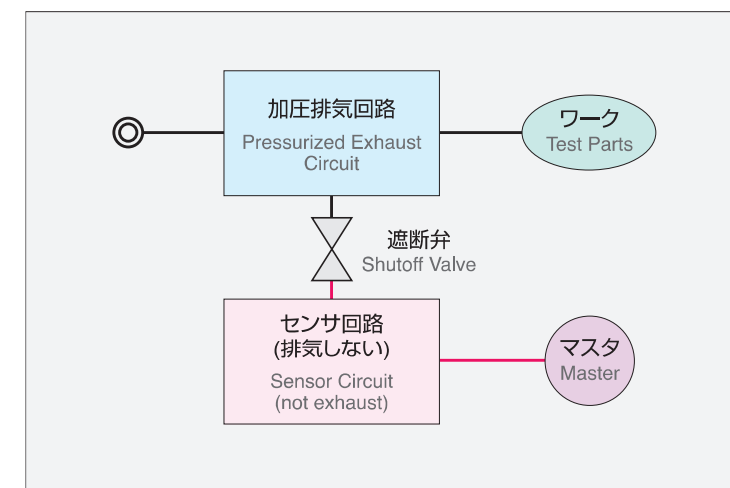 加圧排気回路
Pressurized Exhaust
Circuit
ワーク
Test Parts
遮断弁
Shutoff Valve
センサ回路
(排気しない)
Sensor Circuit
(not exhaust)
マスタ
Master